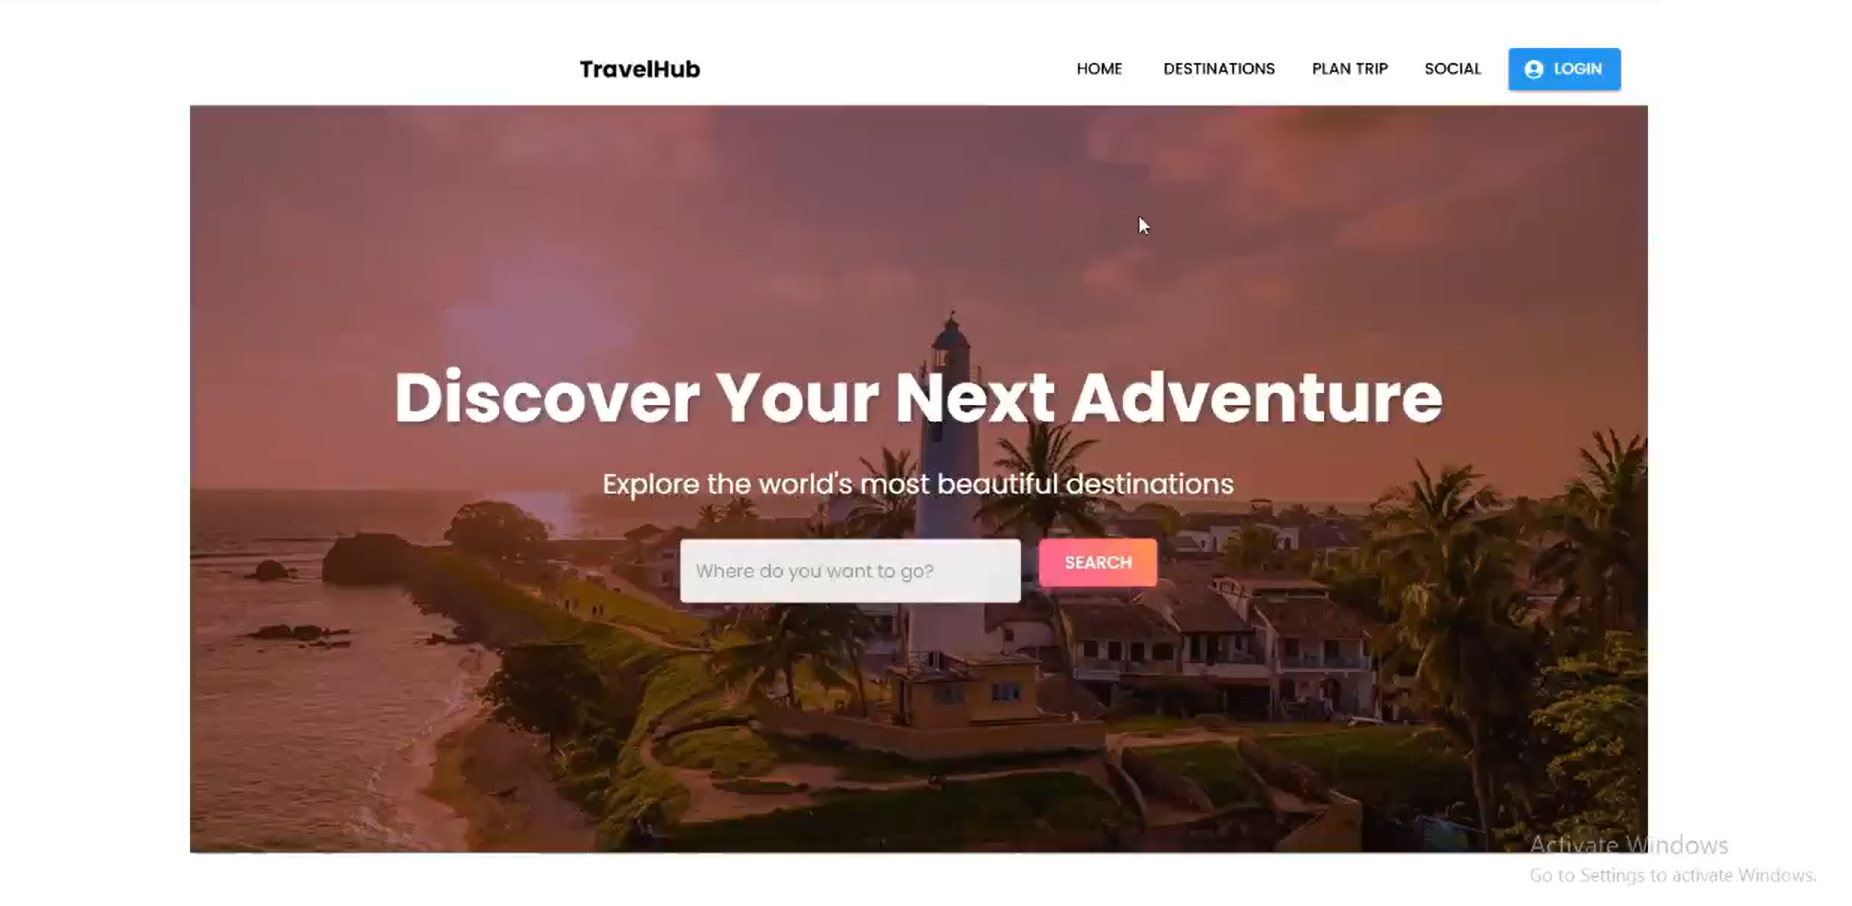 TravelHub HOME DESTINATIONS PLAN TRIP SOCIAL LOGIN
Discover Your Next Adventure
Explore the world's most beautiful destinations
Where do you want to go? SEARCH
Activate Windows
Go to Settings to activate Windows.